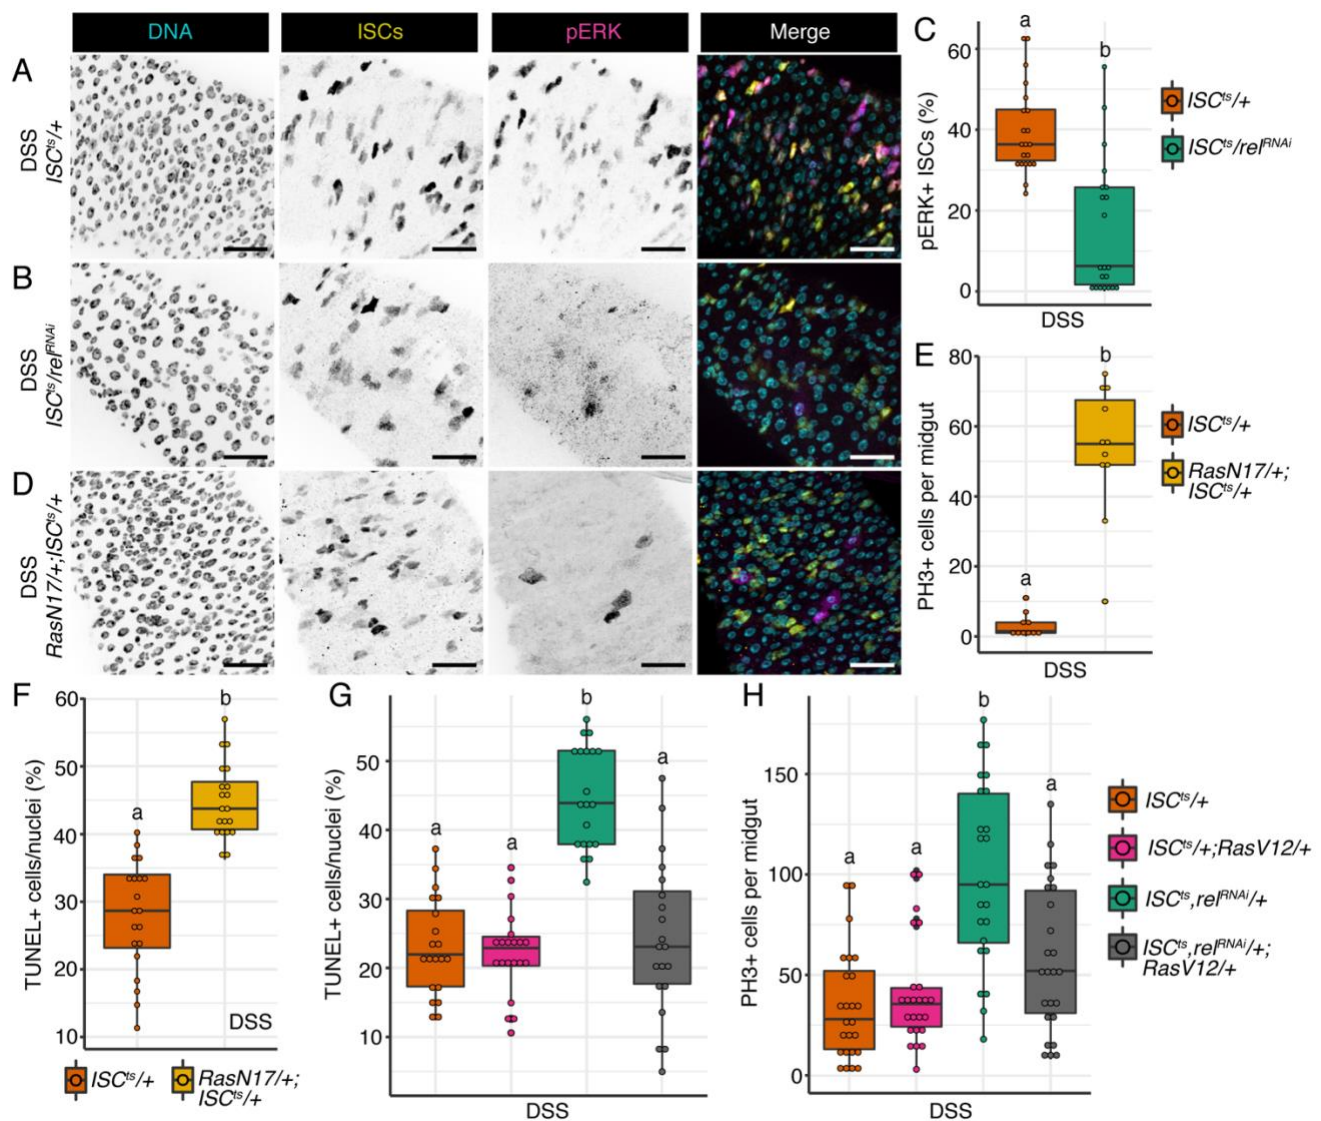 DNA
ISCs
pERK
Merge
A
DSS
ISCts/+
B
DSS
ISCts/relRNAi
D
DSS
RasN17/+;ISCts/+
C
pERK+ ISCs (%)
60
40
20
0
a
b
DSS
ISCts/+
ISCts/relRNAi
E
PH3+ cells per midgut
80
60
40
20
0
a
b
DSS
ISCts/+
RasN17/+;
ISCts/+
F
TUNEL+ cells/nuclei (%)
60
50
40
30
20
10
a
b
DSS
ISCts/+
RasN17/+;
ISCts/+
G
TUNEL+ cells/nuclei (%)
50
40
30
20
10
a
a
b
a
DSS
H
PH3+ cells per midgut
150
100
50
0
a
a
b
a
DSS
ISCts/+
ISCts/+;RasV12/+
ISCts,relRNAi/+
ISCts,relRNAi/+;
RasV12/+